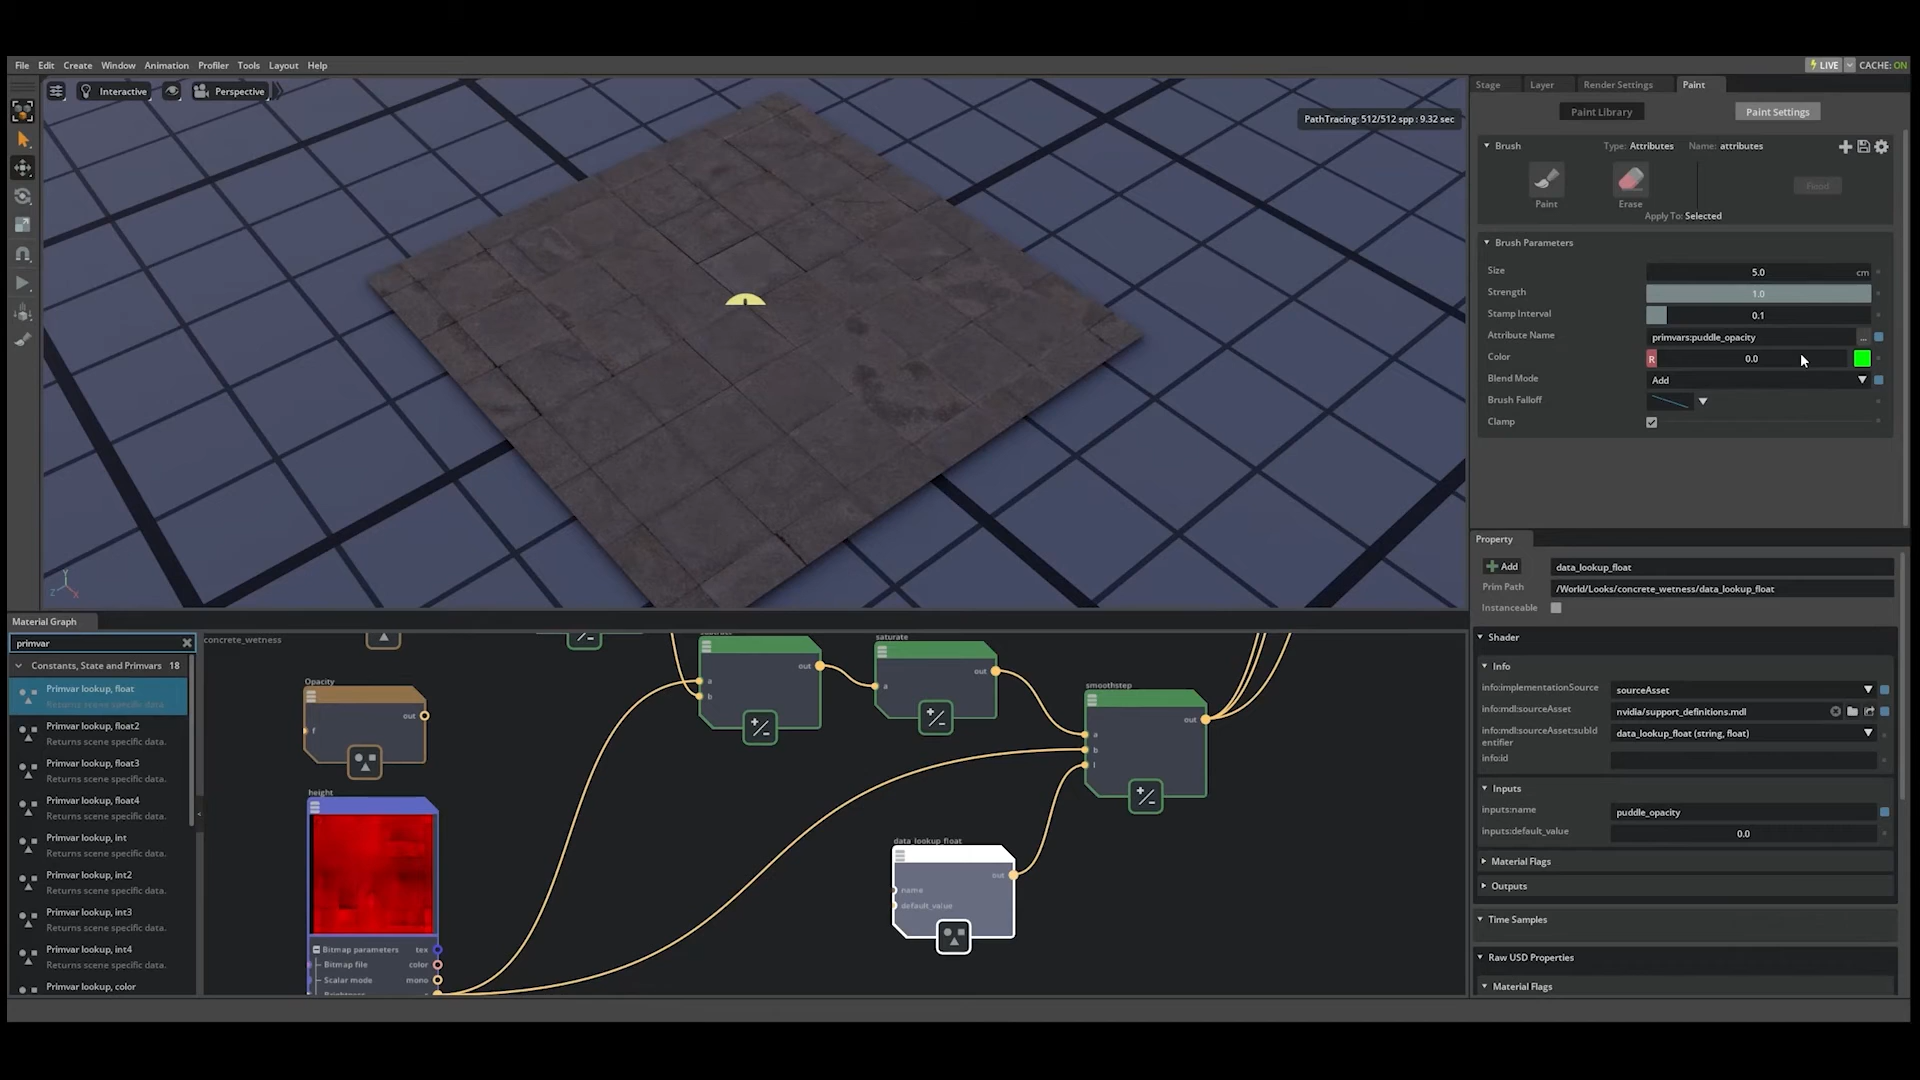 File Edit Create Window Animation Profiler Tools Layout Help
LIVE CACHE: ON
Interactive Perspective
PathTracing: 512/512 spp : 9.32 sec
Stage Layer Render Settings Paint
Paint Library Paint Settings
Brush Type: Attributes Name: attributes
Paint Erase Flood
Apply To: Selected
Brush Parameters
Size 5.0 cm
Strength 1.0
Stamp Interval 0.1
Attribute Name primvars:puddle_opacity ...
Color R 0.0
Blend Mode Add
Brush Falloff
Clamp
Y
Z X
Property
Add data_lookup_float
Prim Path /World/Looks/concrete_wetness/data_lookup_float
Instanceable
Shader
Info
info:implementationSource sourceAsset
info:mdl:sourceAsset nvidia/support_definitions.mdl
info:mdl:sourceAsset:subId
entifier
data_lookup_float (string, float)
info:id
Inputs
inputs:name puddle_opacity
inputs:default_value 0.0
Material Flags
Outputs
Time Samples
Raw USD Properties
Material Flags
Material Graph
primvar
Constants, State and Primvars 18
Primvar lookup, float
Returns scene specific data.
Primvar lookup, float2
Returns scene specific data.
Primvar lookup, float3
Returns scene specific data.
Primvar lookup, float4
Returns scene specific data.
Primvar lookup, int
Returns scene specific data.
Primvar lookup, int2
Returns scene specific data.
Primvar lookup, int3
Returns scene specific data.
Primvar lookup, int4
Returns scene specific data.
Primvar lookup, color
concrete_wetness
Opacity
out
f
height
Bitmap parameters tex
Bitmap file color
Scalar mode mono
out
a
b
saturate
out
a
smoothstep
out
a
b
l
data_lookup_float
out
name
default_value